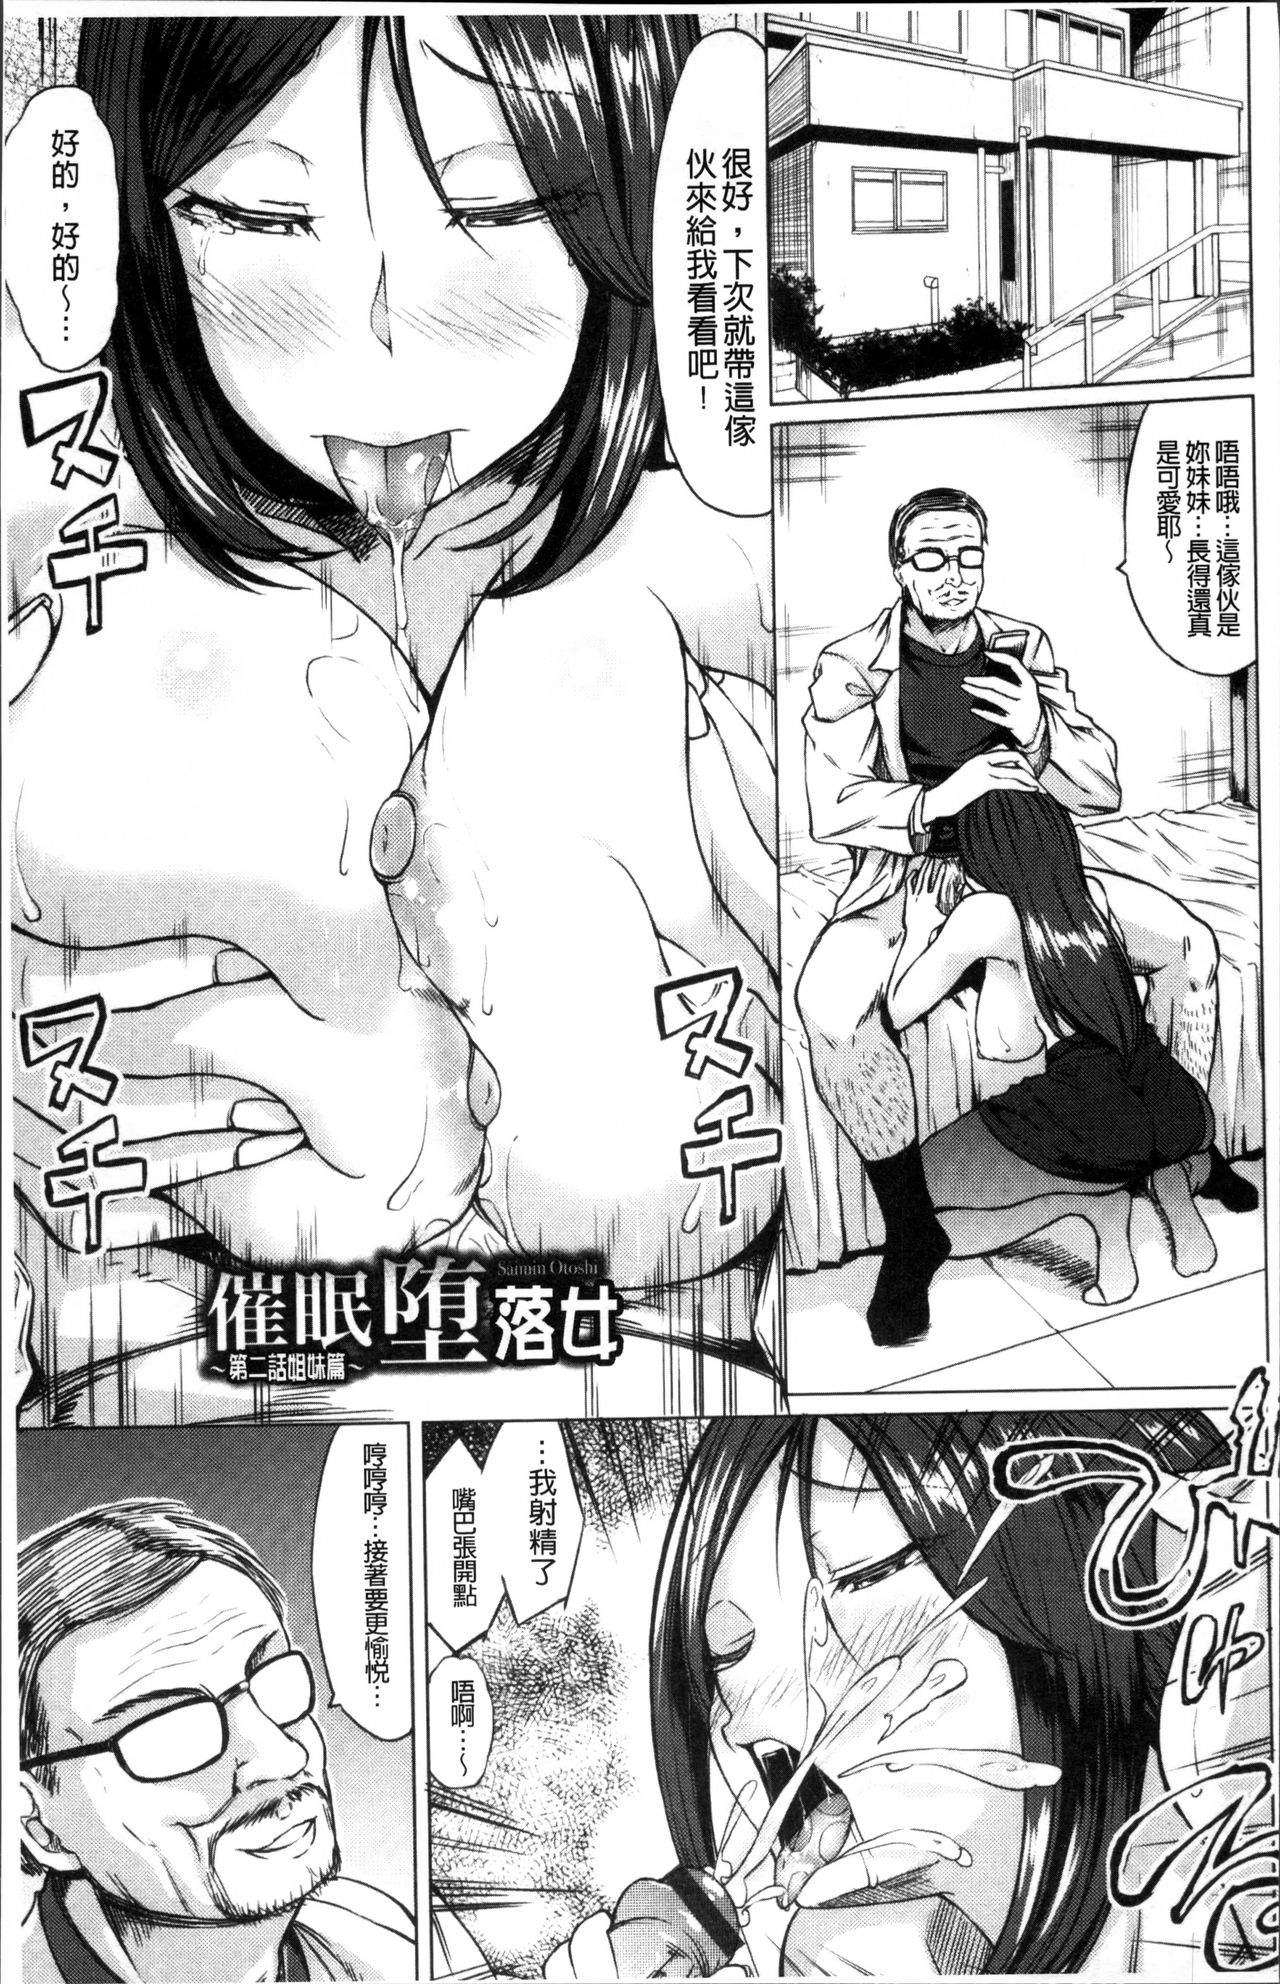 唔唔哦…這傢伙是
妳妹妹…長得還真
是可愛耶～
很好，下次就帶這傢
伙來給我看看吧！
好的，好的～…
ヌチ
ヌチ
ヌチ
催眠堕落女
Saimin Otoshi
～第二話姐妹篇～
…我射精了
嘴巴張開點
唔啊…～
哼哼哼…接著要更愉悦…